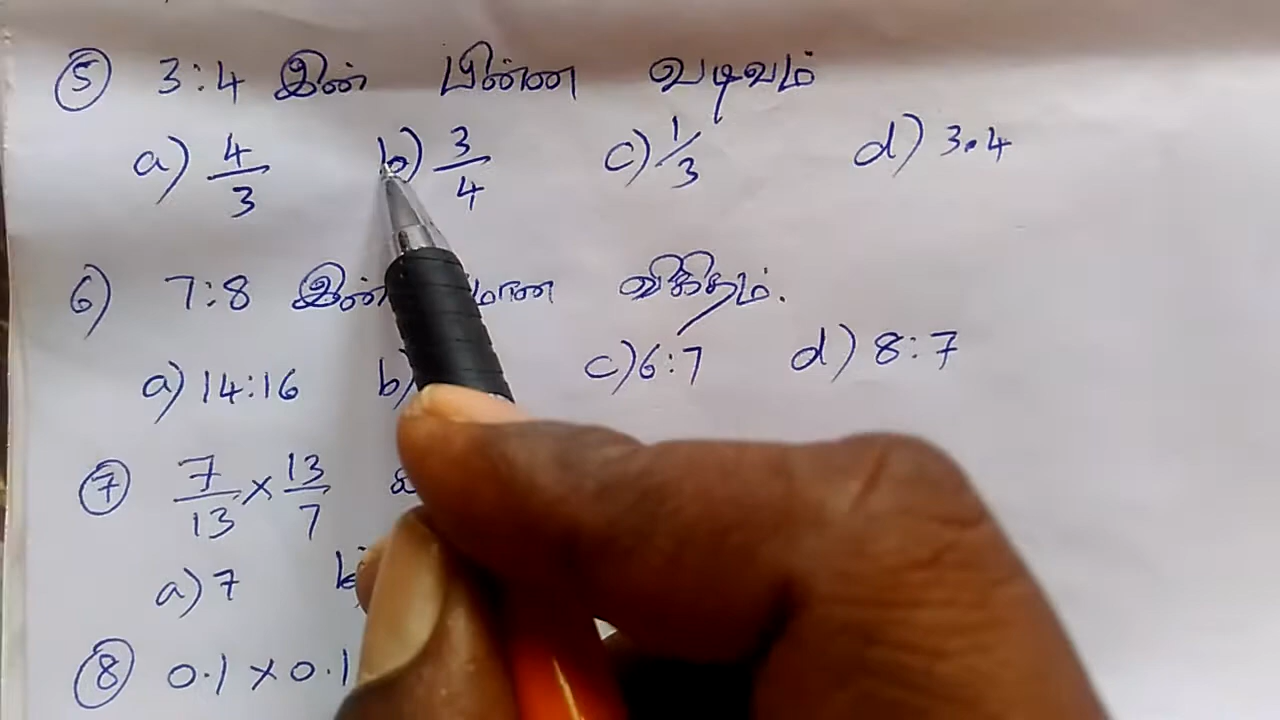 ⑤ 3:4 இன் பின்ன வடிவம்
a) 4/3 b) 3/4 c) 1/3 d) 3.4
6) 7:8 இன் விகிதம்.
a) 14:16 b) c) 6:7 d) 8:7
⑦ 7/13 × 13/7
a) 7
⑧ 0.1 × 0.1